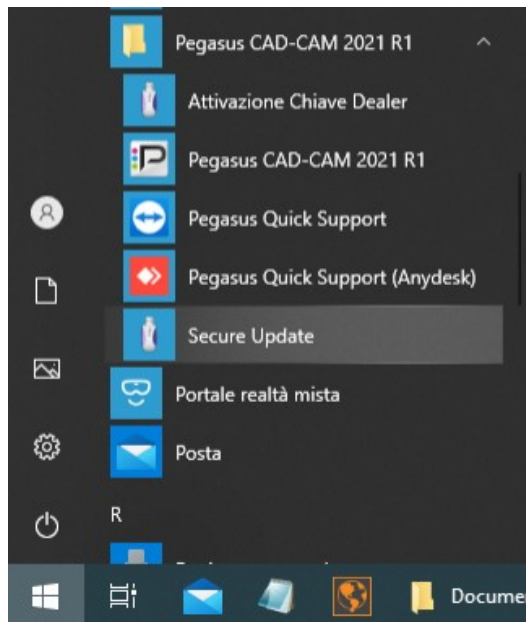 Pegasus CAD-CAM 2021 R1
Attivazione Chiave Dealer
Pegasus CAD-CAM 2021 R1
Pegasus Quick Support
Pegasus Quick Support (Anydesk)
Secure Update
Portale realtà mista
Posta
R
Docume